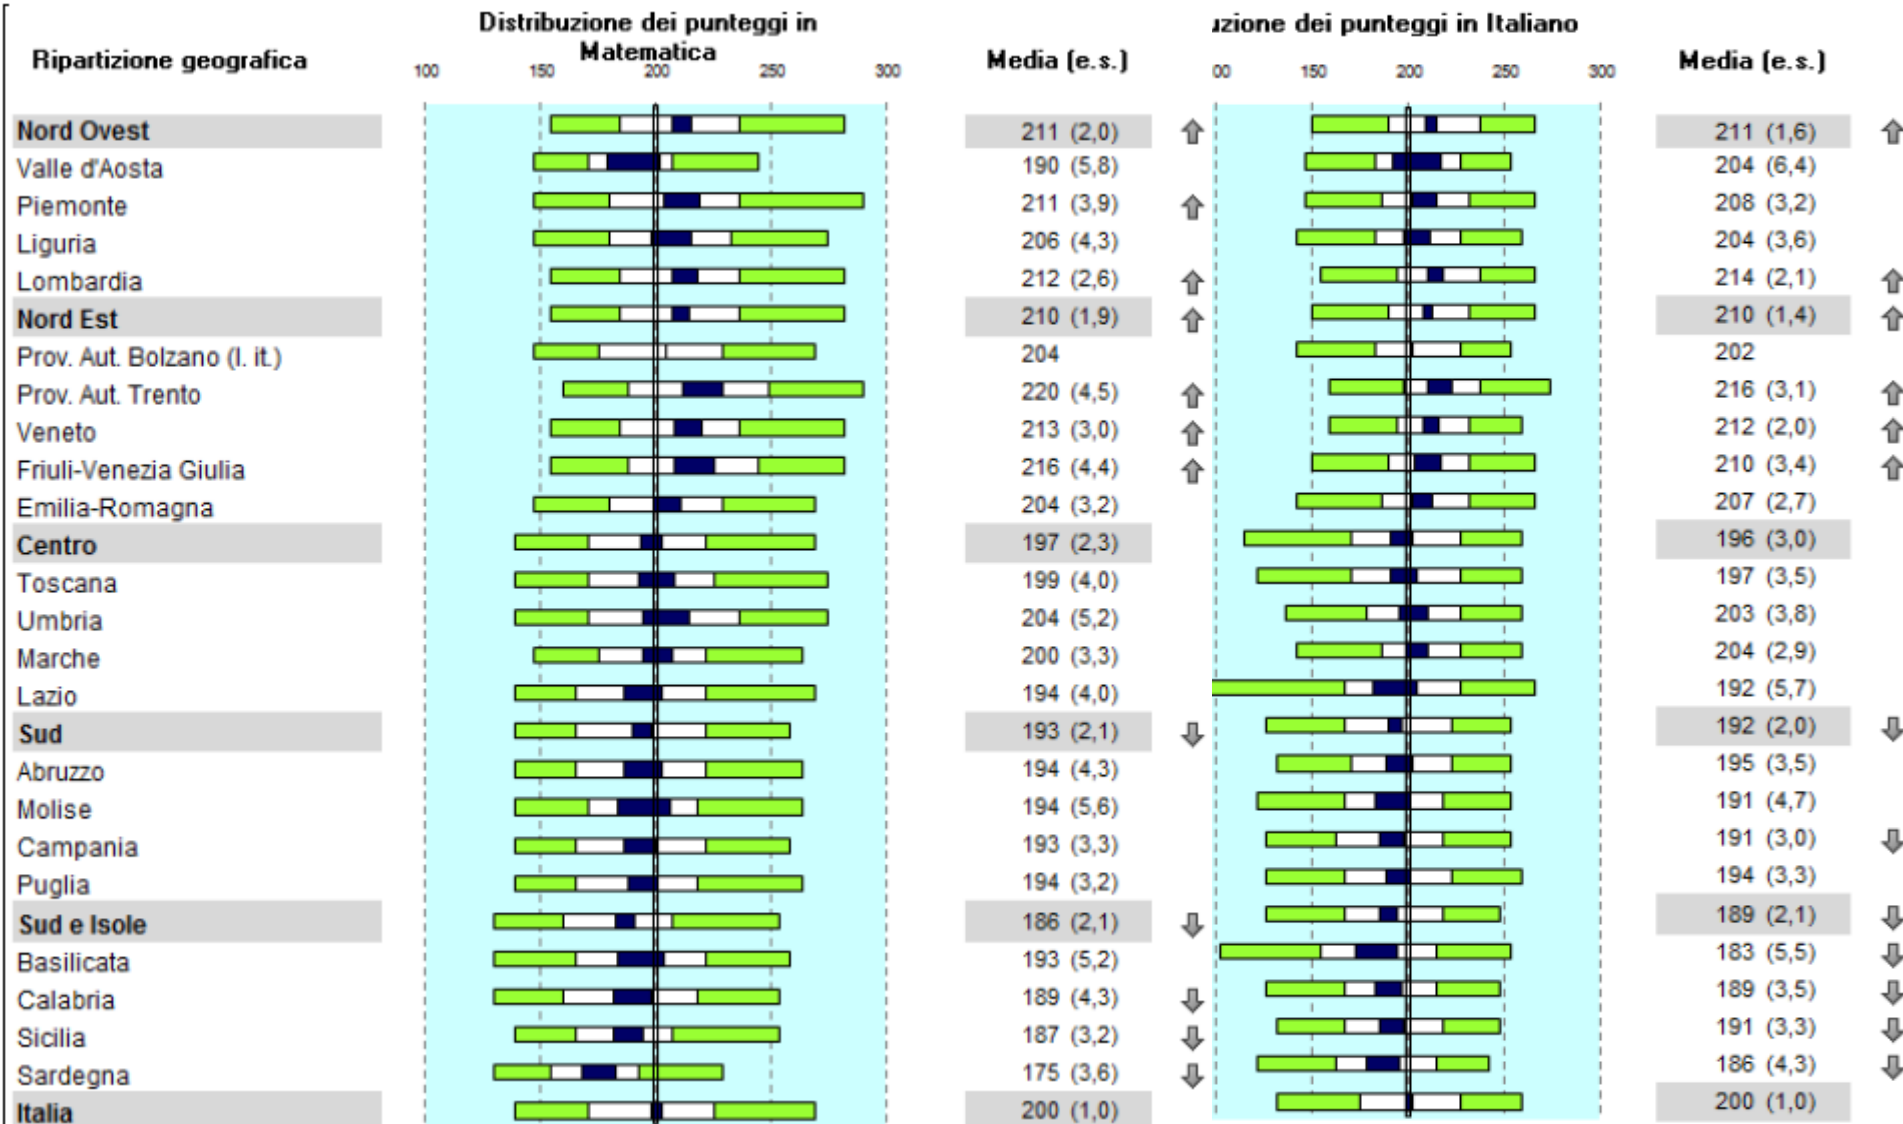 Distribuzione dei punteggi in
Matematica
uzione dei punteggi in Italiano
Ripartizione geografica
Media (e.s.)
Media (e.s.)
100 150 200 250 300
00 150 200 250 300
Nord Ovest 211 (2,0) 211 (1,6)
Valle d'Aosta 190 (5,8) 204 (6,4)
Piemonte 211 (3,9) 208 (3,2)
Liguria 206 (4,3) 204 (3,6)
Lombardia 212 (2,6) 214 (2,1)
Nord Est 210 (1,9) 210 (1,4)
Prov. Aut. Bolzano (l. it.) 204 202
Prov. Aut. Trento 220 (4,5) 216 (3,1)
Veneto 213 (3,0) 212 (2,0)
Friuli-Venezia Giulia 216 (4,4) 210 (3,4)
Emilia-Romagna 204 (3,2) 207 (2,7)
Centro 197 (2,3) 196 (3,0)
Toscana 199 (4,0) 197 (3,5)
Umbria 204 (5,2) 203 (3,8)
Marche 200 (3,3) 204 (2,9)
Lazio 194 (4,0) 192 (5,7)
Sud 193 (2,1) 192 (2,0)
Abruzzo 194 (4,3) 195 (3,5)
Molise 194 (5,6) 191 (4,7)
Campania 193 (3,3) 191 (3,0)
Puglia 194 (3,2) 194 (3,3)
Sud e Isole 186 (2,1) 189 (2,1)
Basilicata 193 (5,2) 183 (5,5)
Calabria 189 (4,3) 189 (3,5)
Sicilia 187 (3,2) 191 (3,3)
Sardegna 175 (3,6) 186 (4,3)
Italia 200 (1,0) 200 (1,0)